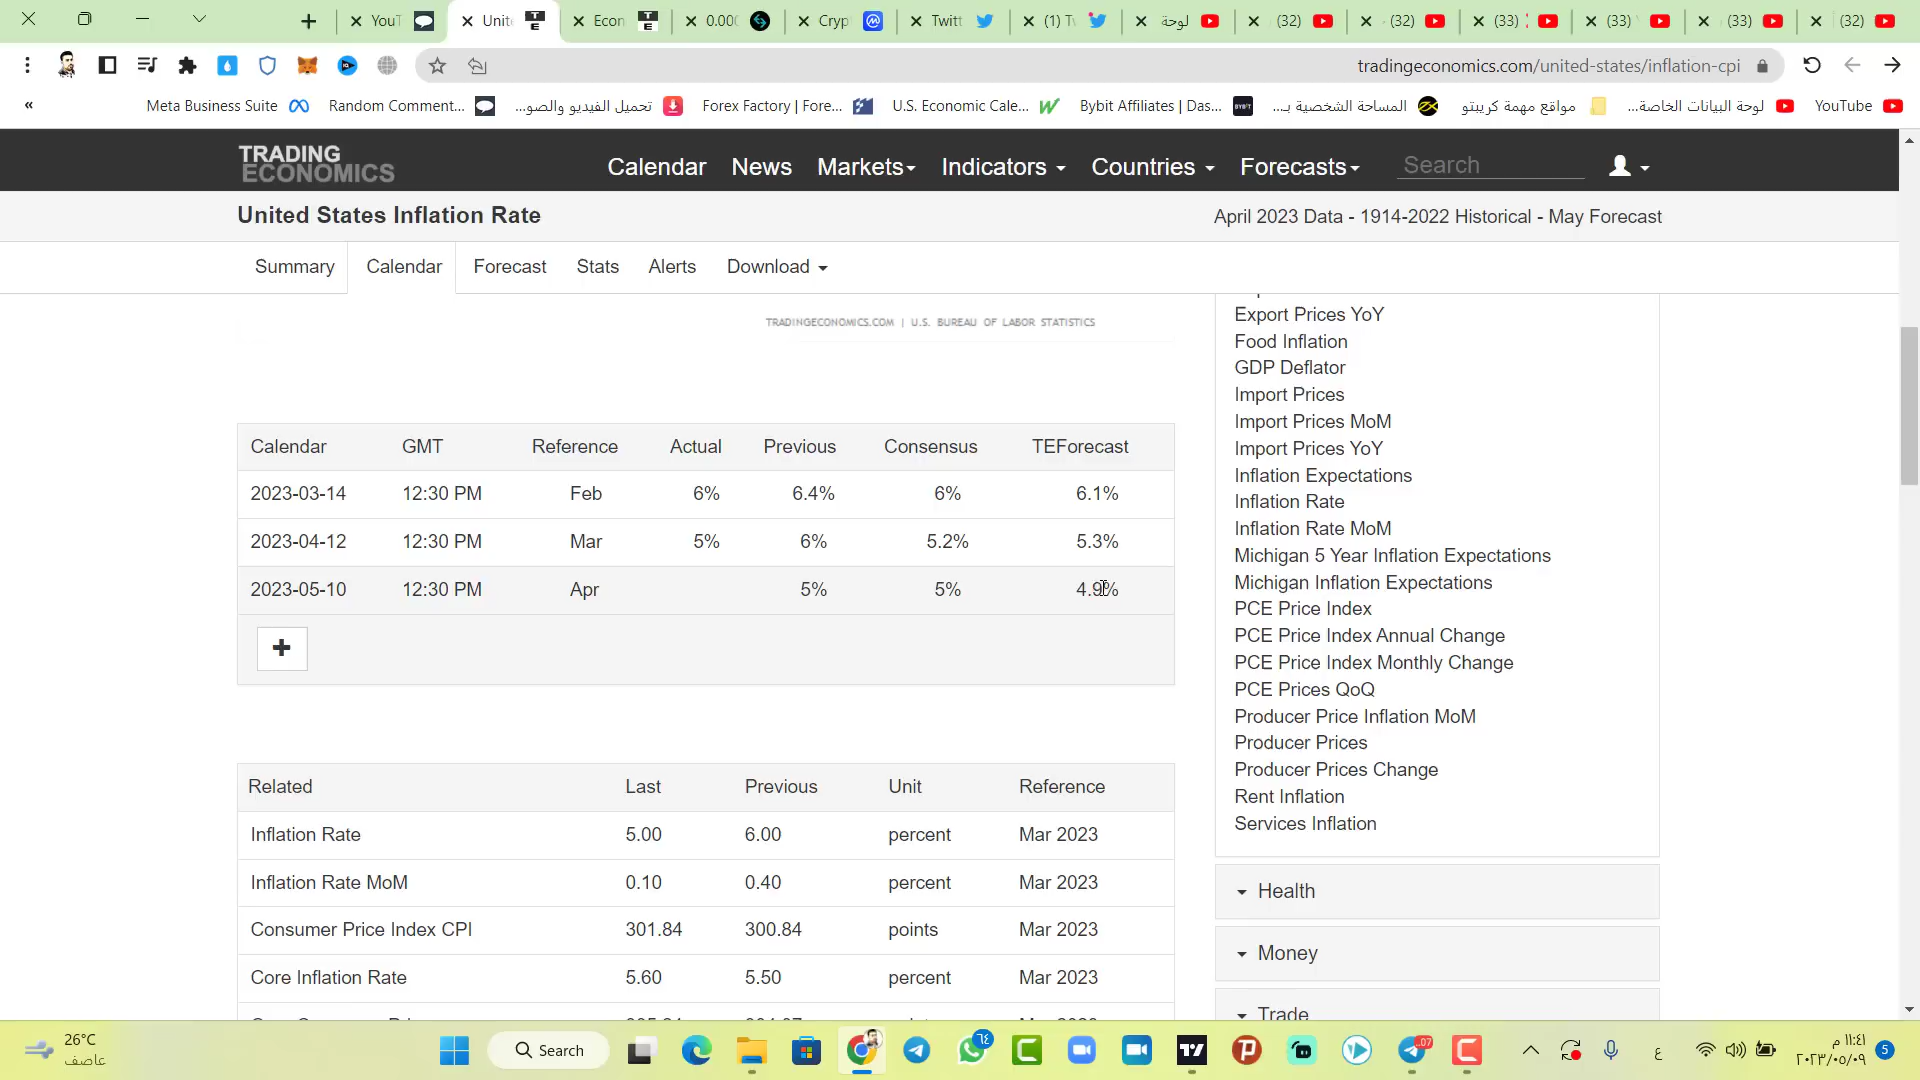 YouT
Unit
Econ
0.000
Cryp
Twitt
(1) Tw
لوحة
(32)
(32)
(33)
(33)
(33)
(32)
tradingeconomics.com/united-states/inflation-cpi
«
Meta Business Suite
Random Comment...
تحميل الفيديو والصو...
Forex Factory | Fore...
U.S. Economic Cale...
Bybit Affiliates | Das...
المساحة الشخصية بـ...
مواقع مهمة كريبتو
لوحة البيانات الخاصة...
YouTube
TRADING ECONOMICS
Calendar News Markets Indicators Countries Forecasts Search
United States Inflation Rate
April 2023 Data - 1914-2022 Historical - May Forecast
Summary Calendar Forecast Stats Alerts Download
TRADINGECONOMICS.COM | U.S. BUREAU OF LABOR STATISTICS
Calendar GMT Reference Actual Previous Consensus TEForecast
2023-03-14 12:30 PM Feb 6% 6.4% 6% 6.1%
2023-04-12 12:30 PM Mar 5% 6% 5.2% 5.3%
2023-05-10 12:30 PM Apr 5% 5% 4.9%
+
Related Last Previous Unit Reference
Inflation Rate 5.00 6.00 percent Mar 2023
Inflation Rate MoM 0.10 0.40 percent Mar 2023
Consumer Price Index CPI 301.84 300.84 points Mar 2023
Core Inflation Rate 5.60 5.50 percent Mar 2023
Export Prices YoY
Food Inflation
GDP Deflator
Import Prices
Import Prices MoM
Import Prices YoY
Inflation Expectations
Inflation Rate
Inflation Rate MoM
Michigan 5 Year Inflation Expectations
Michigan Inflation Expectations
PCE Price Index
PCE Price Index Annual Change
PCE Price Index Monthly Change
PCE Prices QoQ
Producer Price Inflation MoM
Producer Prices
Producer Prices Change
Rent Inflation
Services Inflation
Health
Money
Trade
26°C
عاصف
Search
٦٤
.07
ع
١١:٤١ م
٢٠٢٣/٠٥/٠٩
5